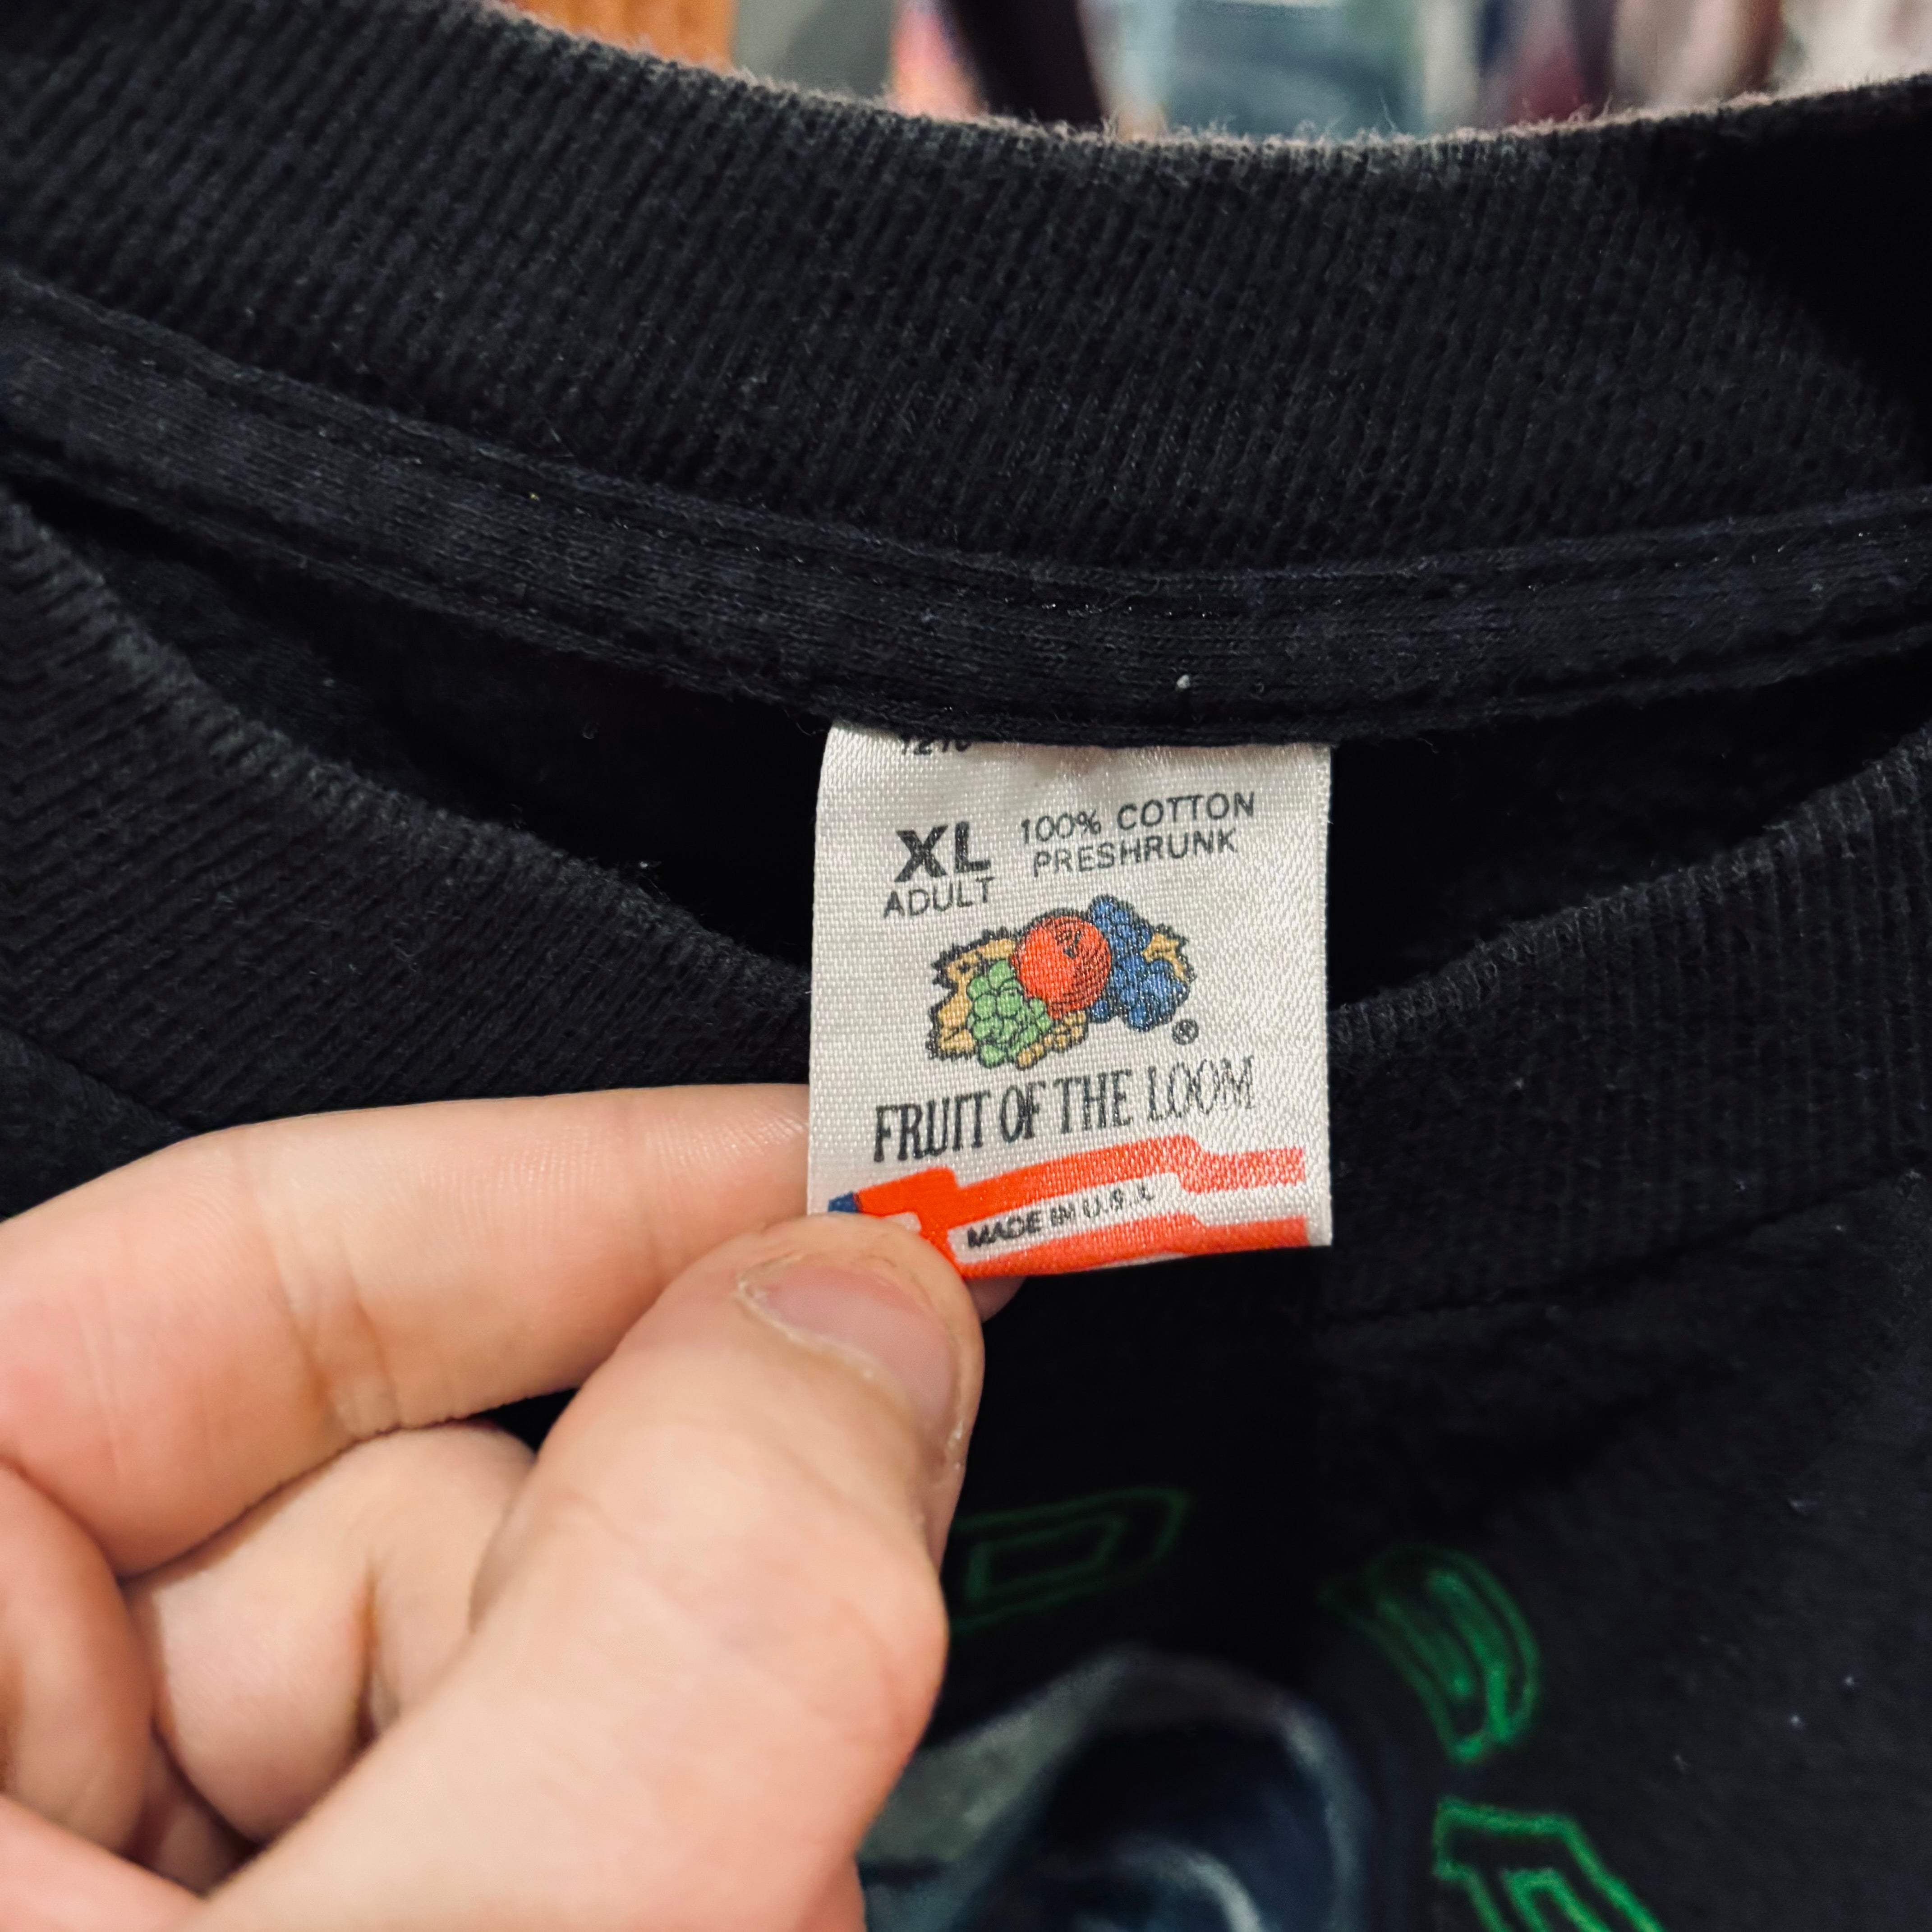 XL
ADULT
100% COTTON
PRESHRUNK
®
FRUIT OF THE LOOM
MADE IN U.S.A.